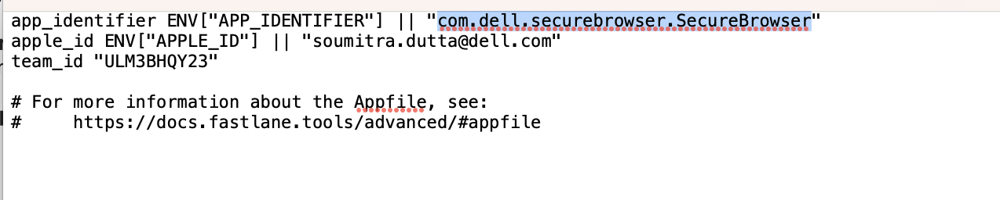 app_identifier ENV["APP_IDENTIFIER"] || "com.dell.securebrowser.SecureBrowser"
apple_id ENV["APPLE_ID"] || "soumitra.dutta@dell.com"
team_id "ULM3BHQY23"
# For more information about the Appfile, see:
#     https://docs.fastlane.tools/advanced/#appfile